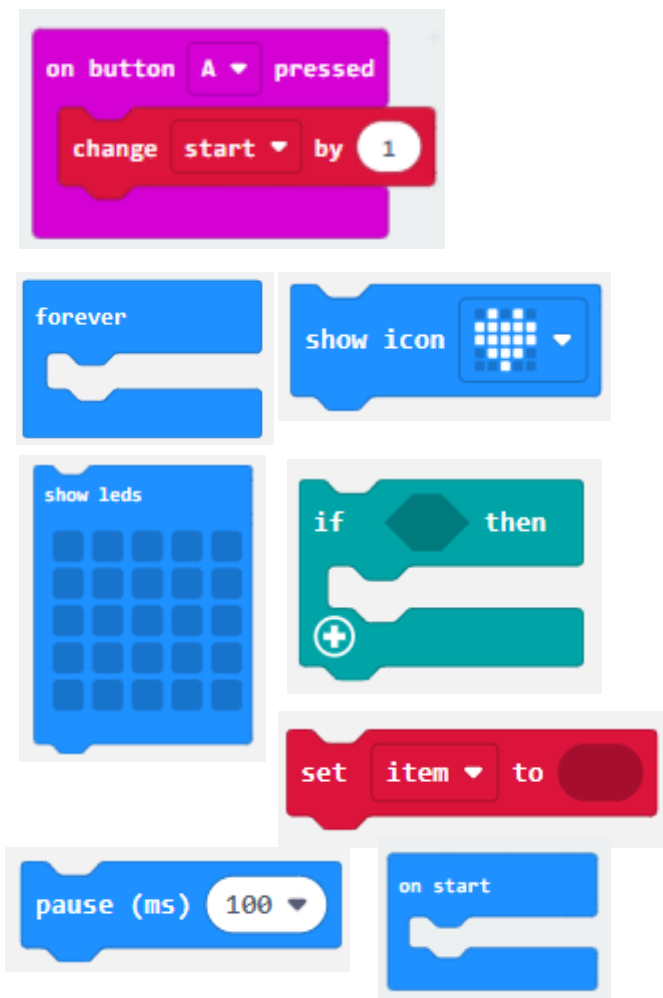 on button A pressed
change start by 1
forever
show icon
show leds
if then
set item to
pause (ms) 100
on start